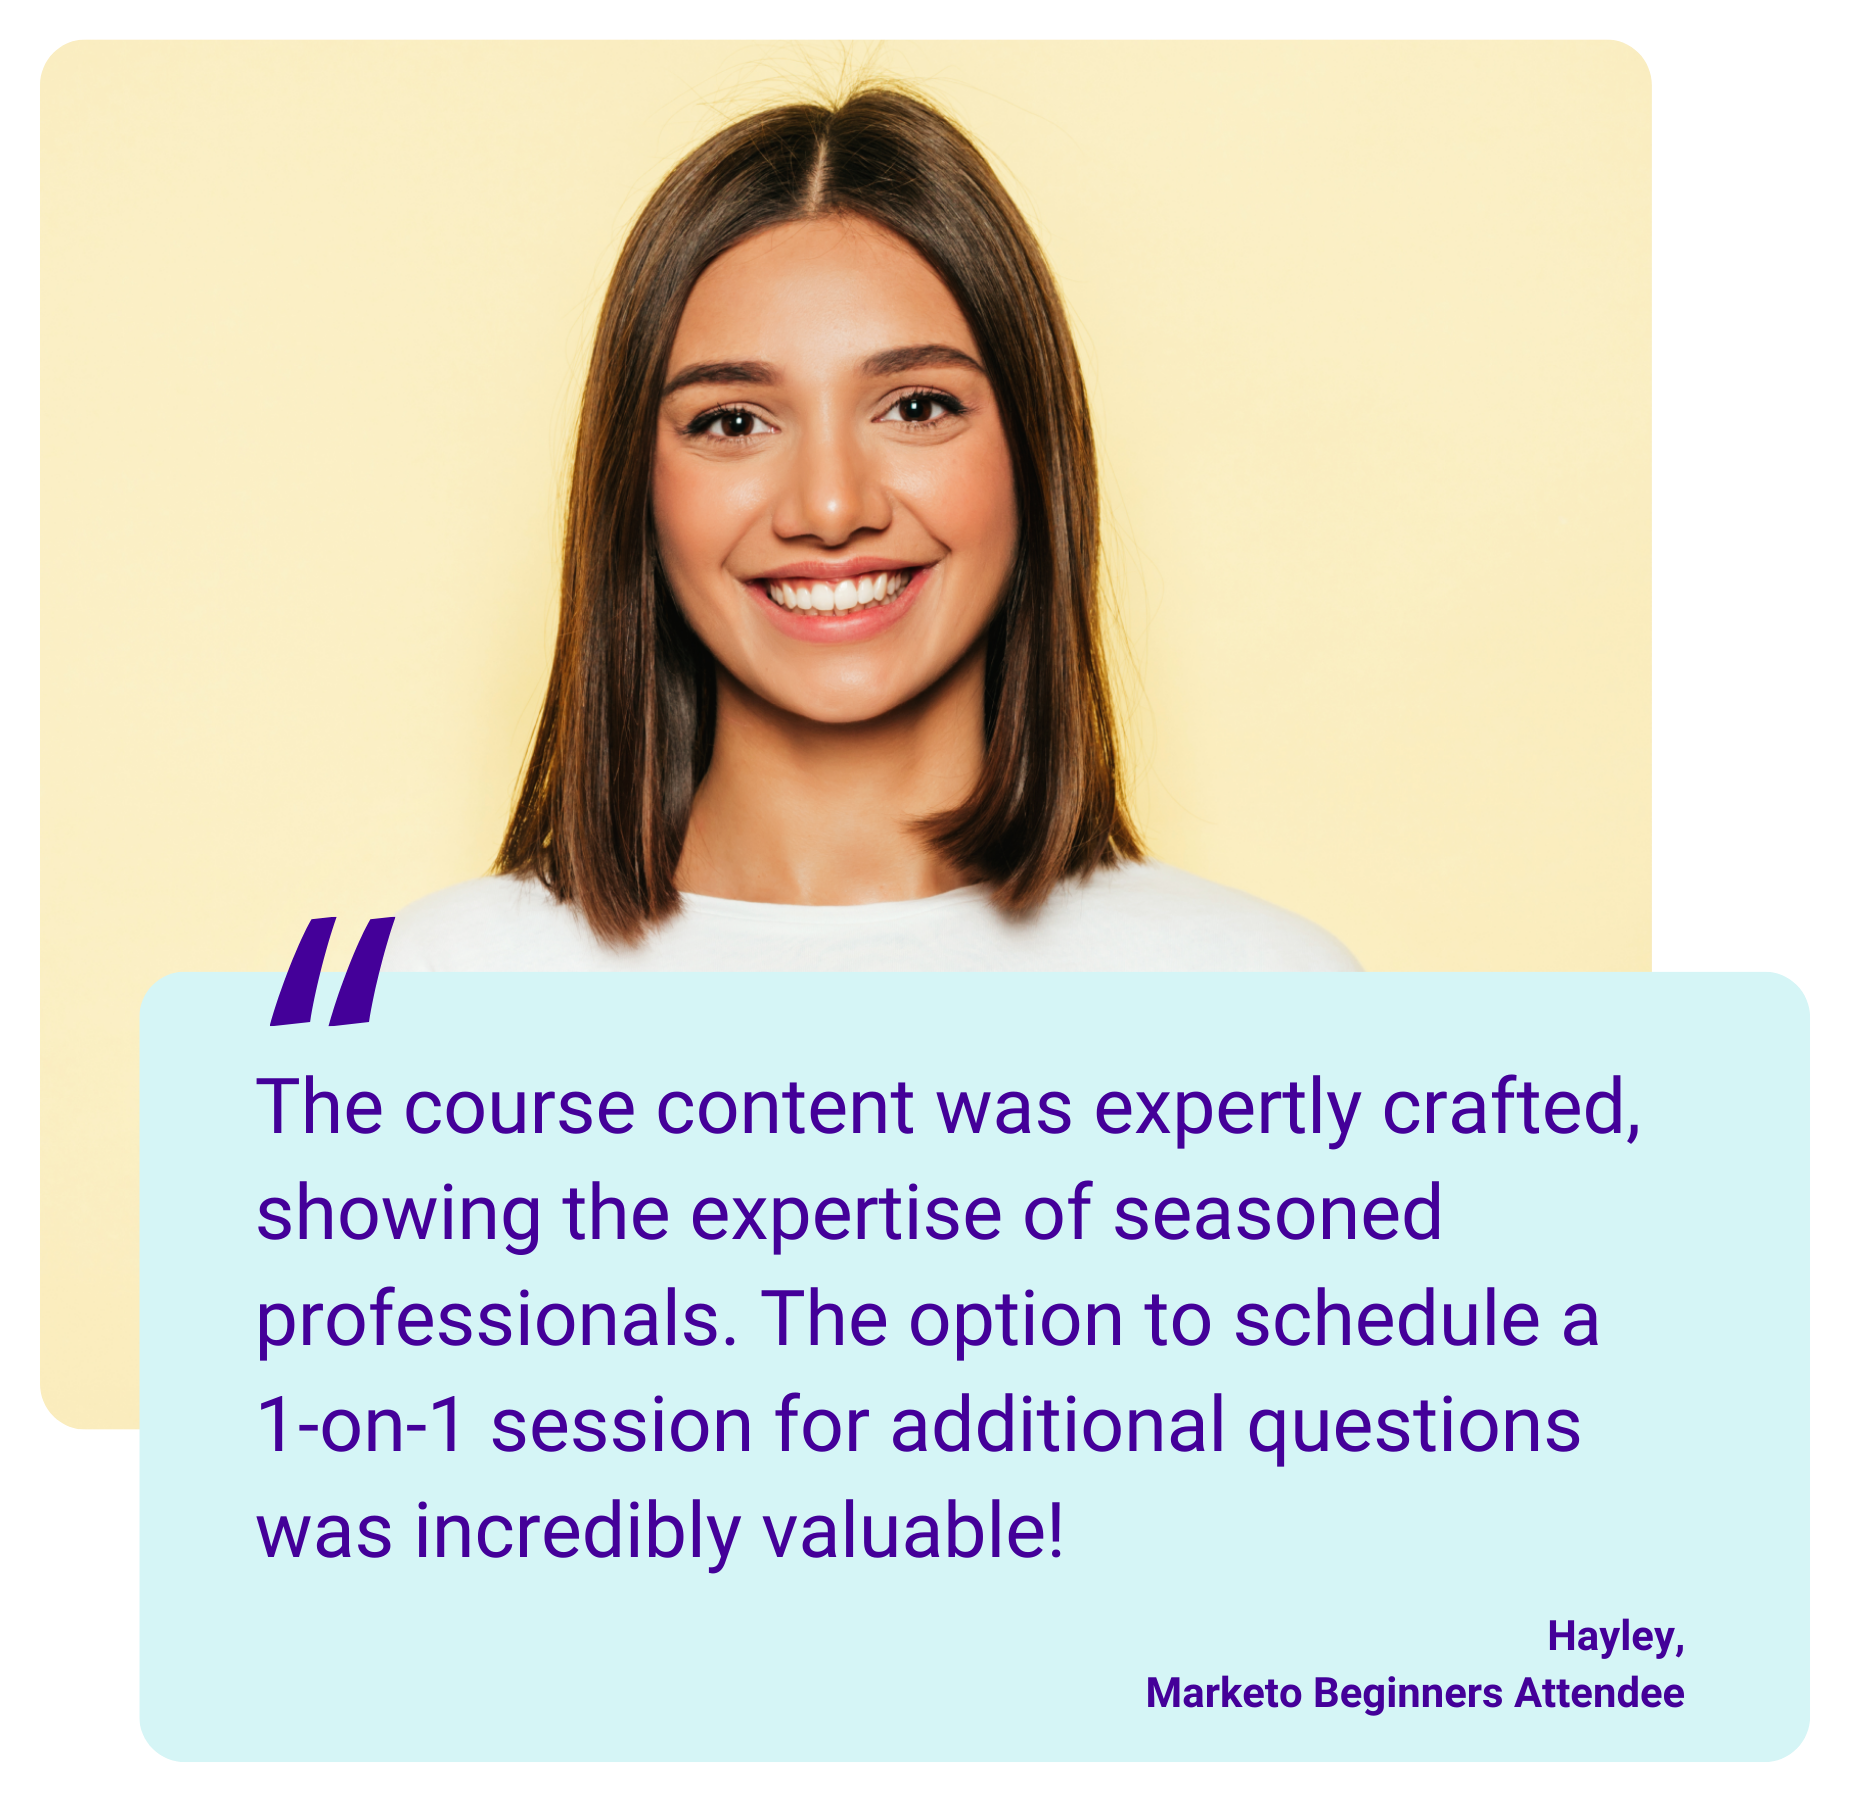 “
The course content was expertly crafted,
showing the expertise of seasoned
professionals. The option to schedule a
1-on-1 session for additional questions
was incredibly valuable!
Hayley,
Marketo Beginners Attendee